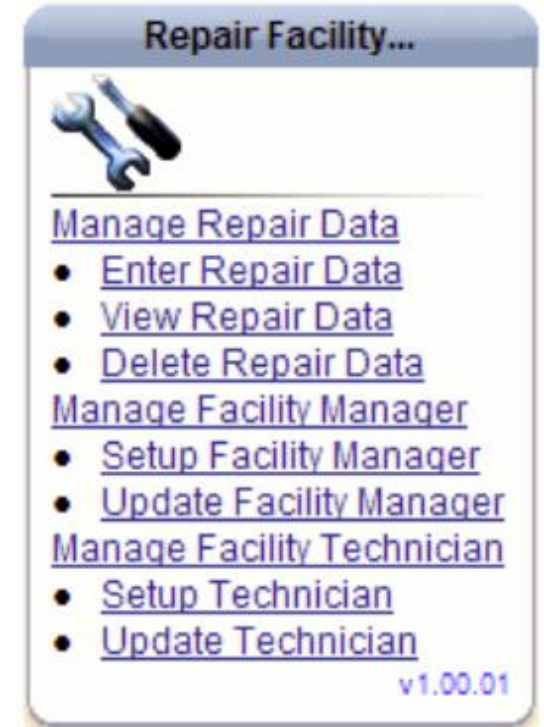 Repair Facility...
Manage Repair Data
• Enter Repair Data
• View Repair Data
• Delete Repair Data
Manage Facility Manager
• Setup Facility Manager
• Update Facility Manager
Manage Facility Technician
• Setup Technician
• Update Technician
v1.00.01